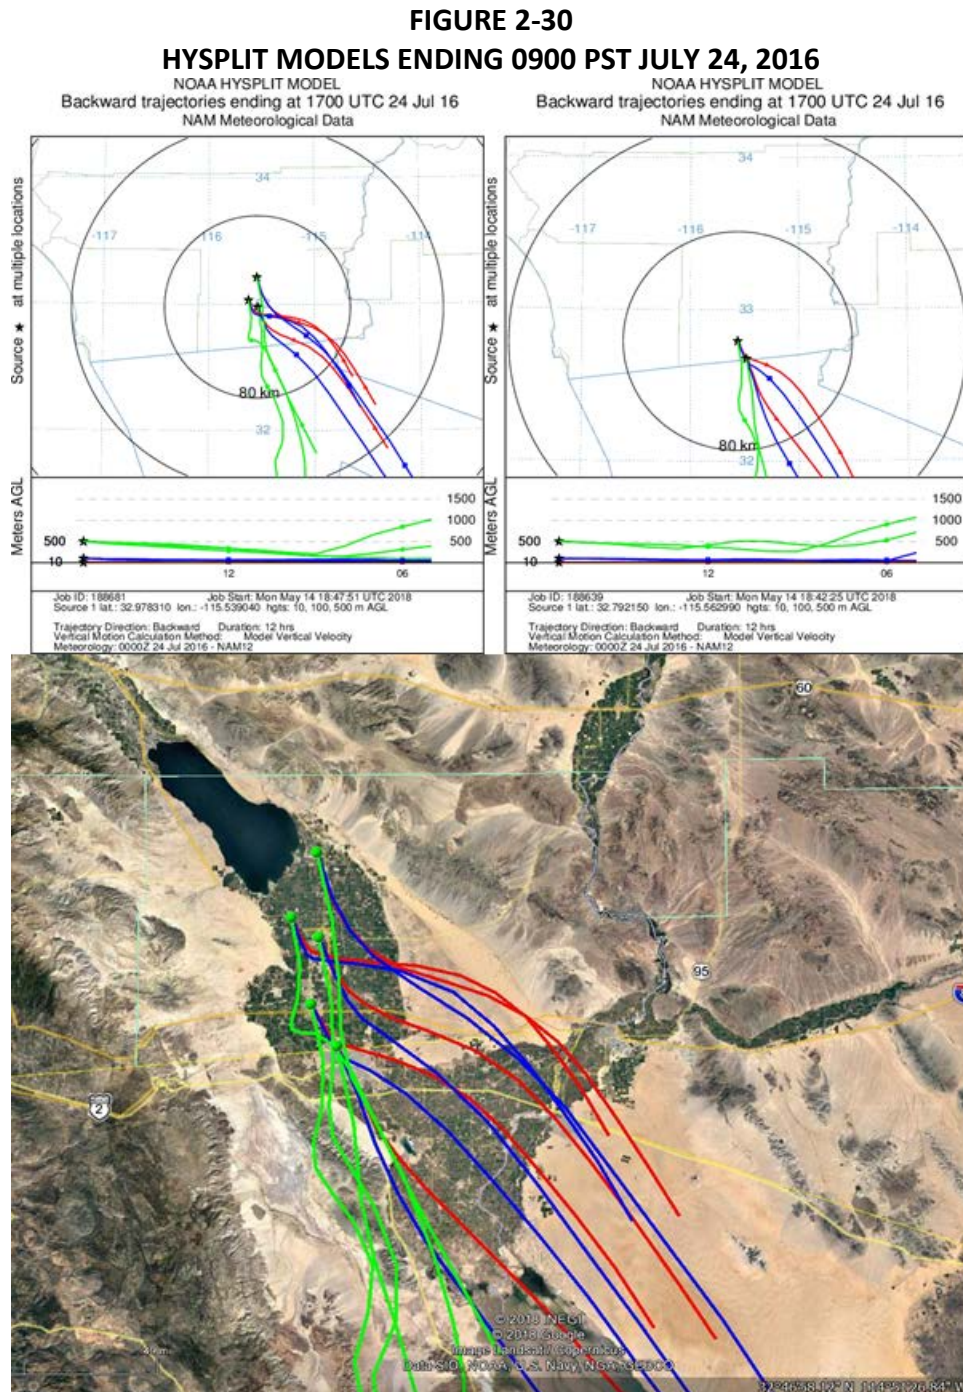 FIGURE 2-30
HYSPLIT MODELS ENDING 0900 PST JULY 24, 2016
NOAA HYSPLIT MODEL
Backward trajectories ending at 1700 UTC 24 Jul 16
NAM Meteorological Data
Source ★ at multiple locations
34
-117
-116
-115
-114
80 km
32
Meters AGL
1500
1000
500
500
10
12
06
Job ID: 188681 Job Start: Mon May 14 18:47:51 UTC 2018
Source 1 lat.: 32.978310 lon.: -115.539040 hgts: 10, 100, 500 m AGL
Trajectory Direction: Backward Duration: 12 hrs
Vertical Motion Calculation Method: Model Vertical Velocity
Meteorology: 0000Z 24 Jul 2016 - NAM12
NOAA HYSPLIT MODEL
Backward trajectories ending at 1700 UTC 24 Jul 16
NAM Meteorological Data
Source ★ at multiple locations
34
-117
-116
-115
-114
33
80 km
32
Meters AGL
1500
1000
500
500
10
12
06
Job ID: 188639 Job Start: Mon May 14 18:42:25 UTC 2018
Source 1 lat.: 32.792150 lon.: -115.562990 hgts: 10, 100, 500 m AGL
Trajectory Direction: Backward Duration: 12 hrs
Vertical Motion Calculation Method: Model Vertical Velocity
Meteorology: 0000Z 24 Jul 2016 - NAM12
60
95
2
© 2018 INEGI
© 2018 Google
Image Landsat / Copernicus
Data SIO, NOAA, U.S. Navy, NGA, GEBCO